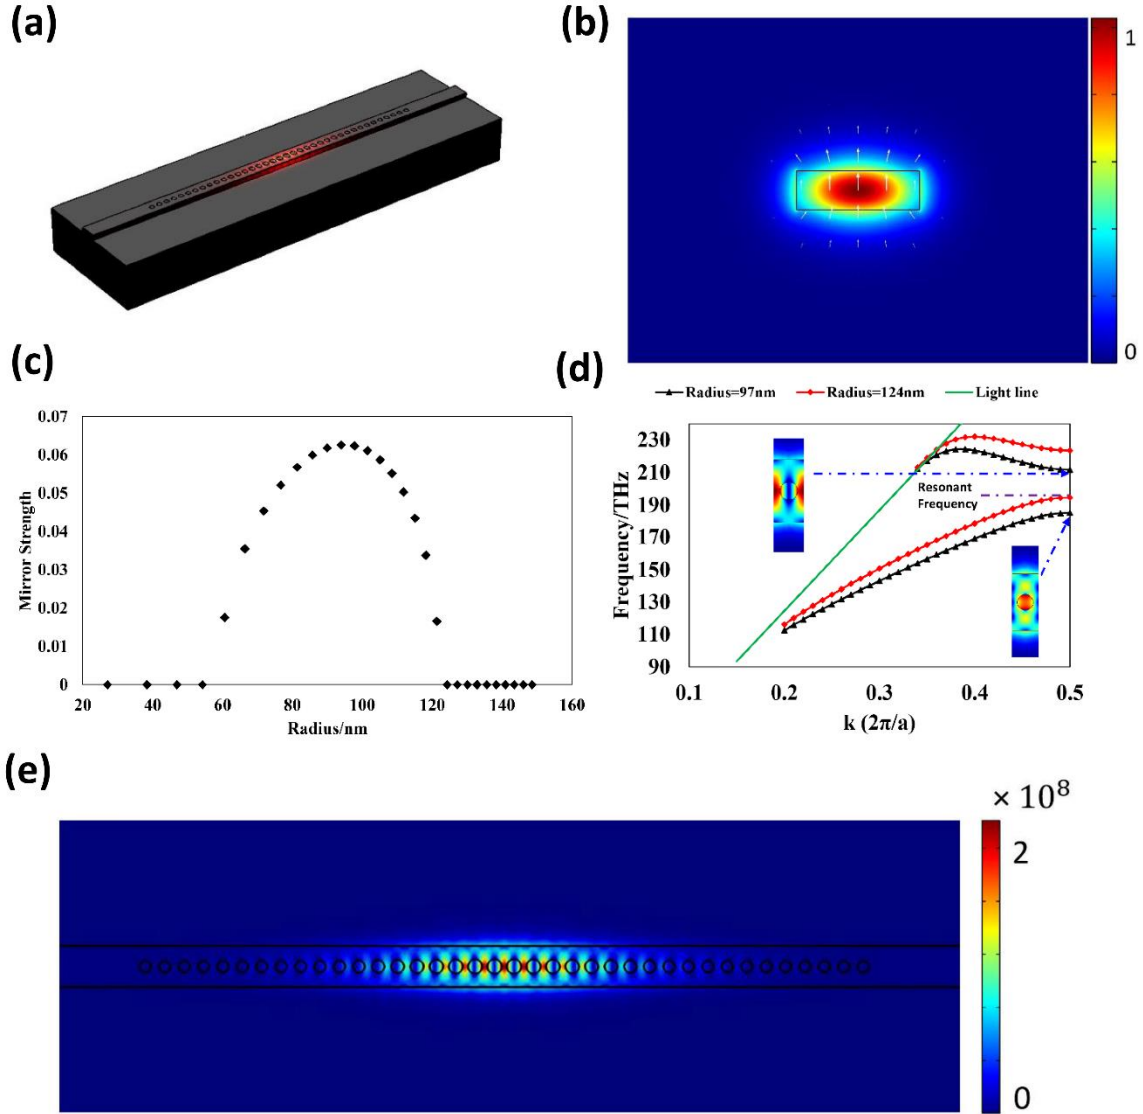 (a)
(b)
1
0
(c)
0.07
0.06
0.05
0.04
0.03
0.02
0.01
0
Mirror Strength
20 40 60 80 100 120 140 160
Radius/nm
(d)
Radius=97nm Radius=124nm Light line
230
210
190
170
150
130
110
90
Frequency/THz
Resonant
Frequency
0.1 0.2 0.3 0.4 0.5
k (2π/a)
(e)
× 10⁸
2
0